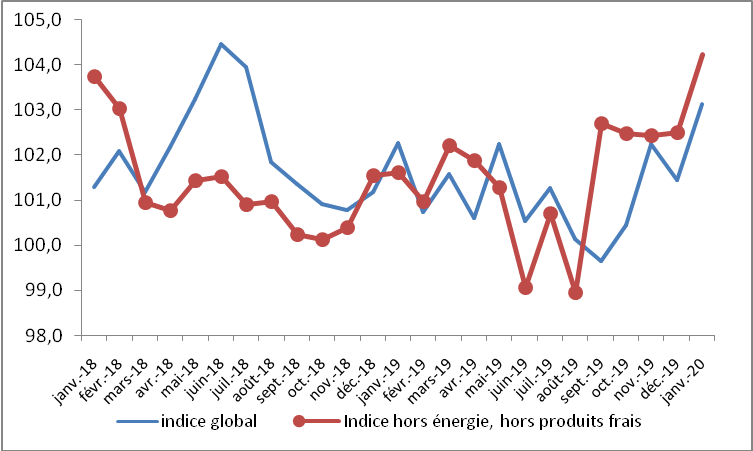 105,0
104,0
103,0
102,0
101,0
100,0
99,0
98,0
janv.-18
févr.-18
mars-18
avr.-18
mai-18
juin-18
juil.-18
août-18
sept.-18
oct.-18
nov.-18
déc.-18
janv.-19
févr.-19
mars-19
avr.-19
mai-19
juin-19
juil.-19
août-19
sept.-19
oct.-19
nov.-19
déc.-19
janv.-20
indice global
Indice hors énergie, hors produits frais